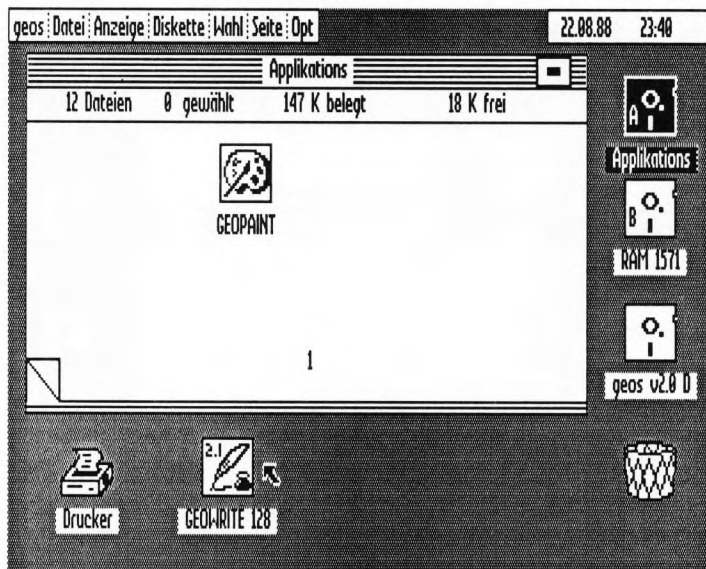 geos Datei Anzeige Diskette Wahl Seite Opt
22.08.88 23:40
Applikations
12 Dateien 0 gewählt 147 K belegt 18 K frei
GEOPAINT
1
A
Applikations
B
RAM 1571
geos v2.0 D
Drucker
2.1
GEOWRITE 128